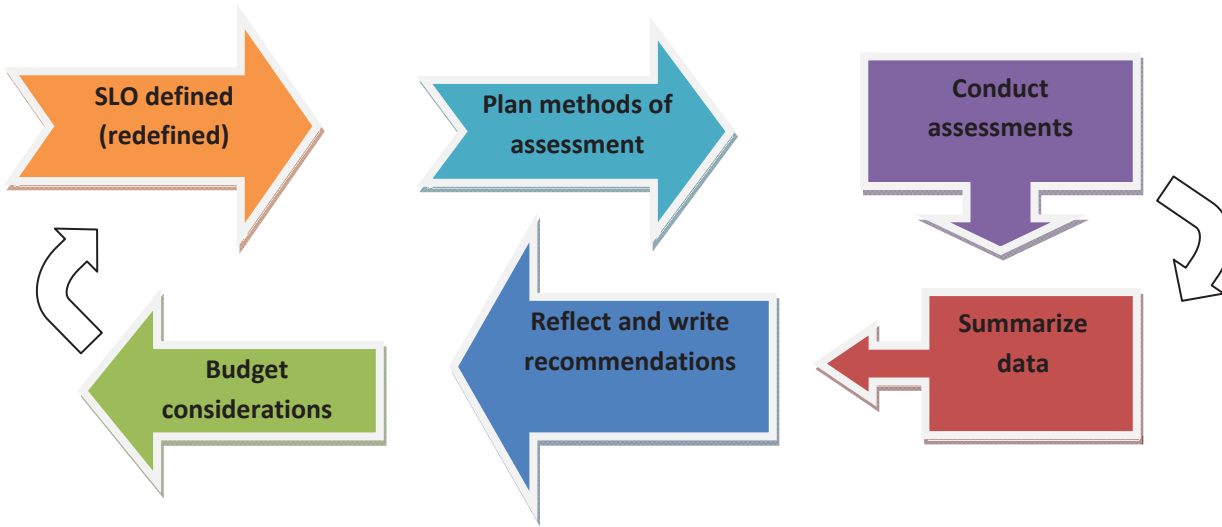 SLO defined
(redefined)
Plan methods of
assessment
Conduct
assessments
Summarize
data
Reflect and write
recommendations
Budget
considerations